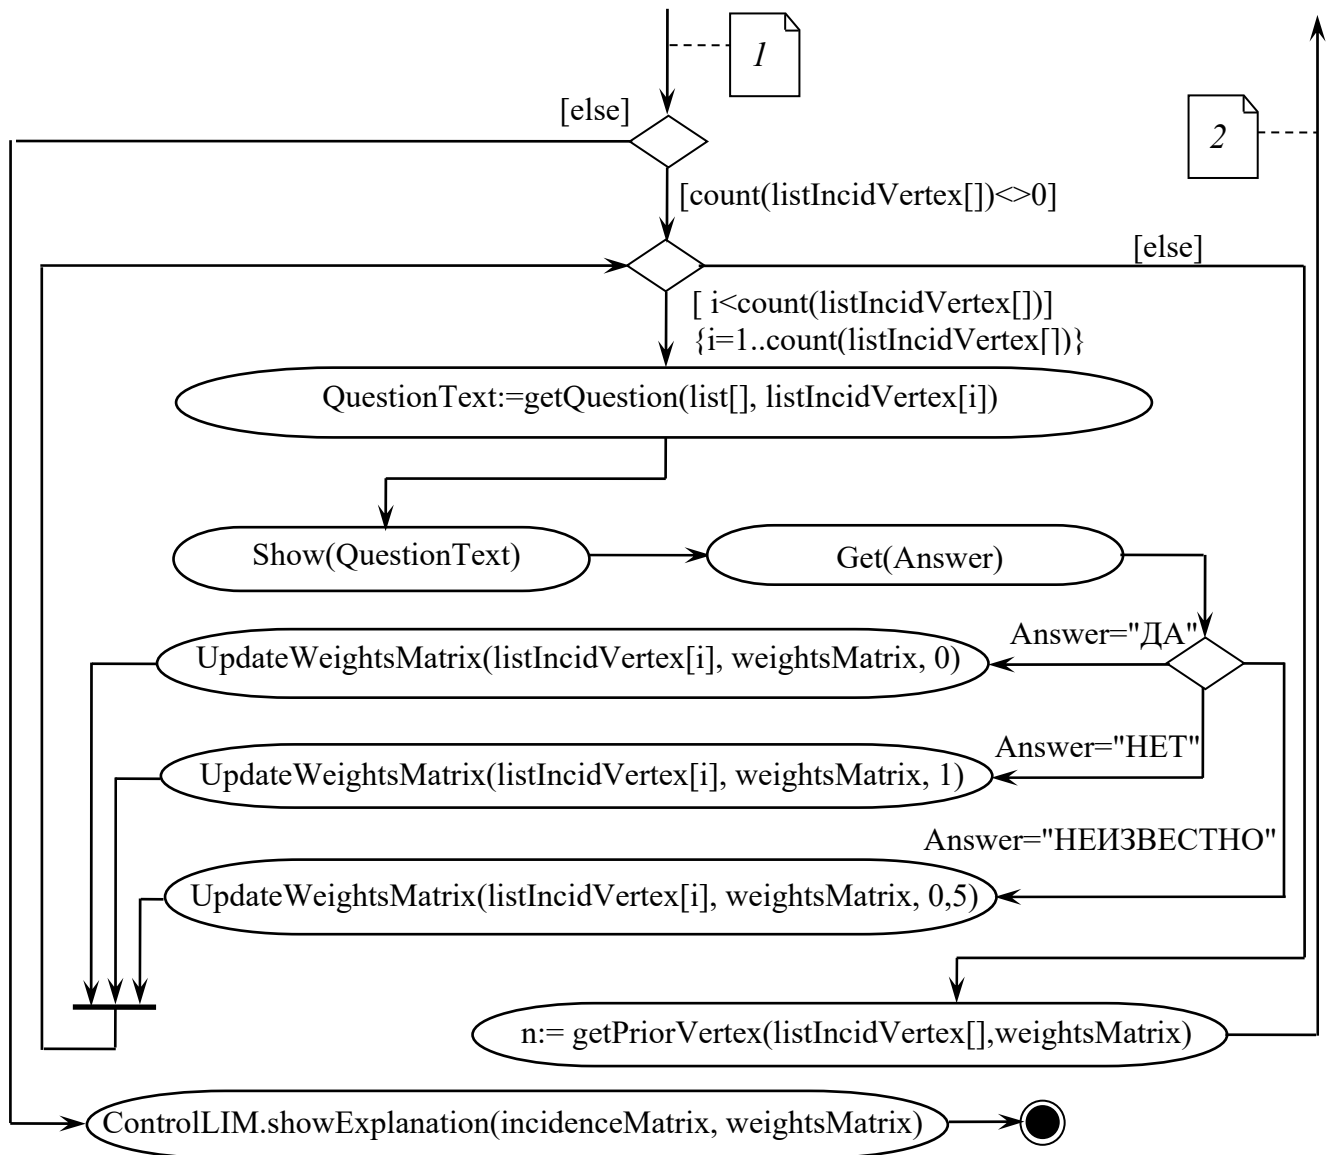 1
[else]
2
[count(listIncidVertex[])<>0]
[else]
[ i<count(listIncidVertex[])]
{i=1..count(listIncidVertex[])}
QuestionText:=getQuestion(list[], listIncidVertex[i])
Show(QuestionText)
Get(Answer)
Answer="ДА"
UpdateWeightsMatrix(listIncidVertex[i], weightsMatrix, 0)
Answer="НЕТ"
UpdateWeightsMatrix(listIncidVertex[i], weightsMatrix, 1)
Answer="НЕИЗВЕСТНО"
UpdateWeightsMatrix(listIncidVertex[i], weightsMatrix, 0,5)
n:= getPriorVertex(listIncidVertex[],weightsMatrix)
ControlLIM.showExplanation(incidenceMatrix, weightsMatrix)